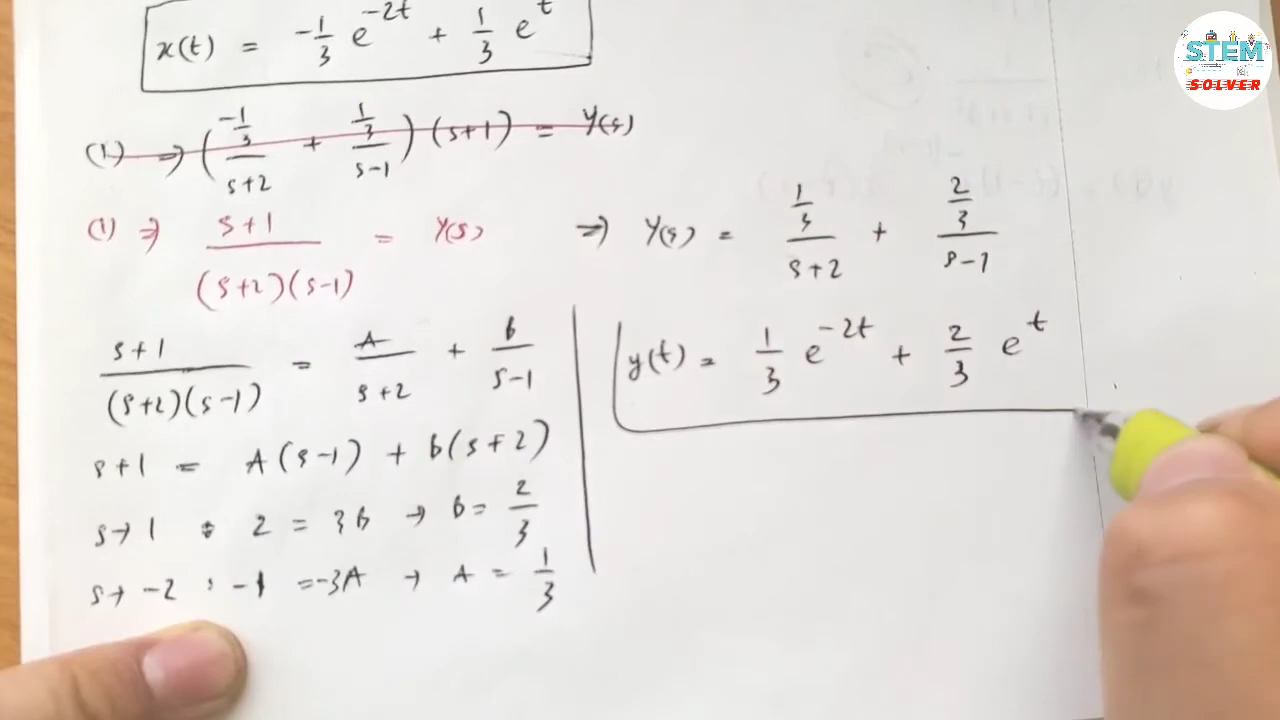 x(t) = -1/3 e^-2t + 1/3 e^t
(1) ⇒ ( (-1/3)/(s+2) + (1/3)/(s-1) ) (s+1) = Y(s)
(1) ⇒ (s+1)/((s+2)(s-1)) = Y(s) ⇒ Y(s) = (1/3)/(s+2) + (2/3)/(s-1)
(s+1)/((s+2)(s-1)) = A/(s+2) + B/(s-1)
y(t) = 1/3 e^-2t + 2/3 e^t
s+1 = A(s-1) + B(s+2)
s→1 : 2 = 3B → B = 2/3
s→ -2 : -1 = -3A → A = 1/3
STEM
SOLVER